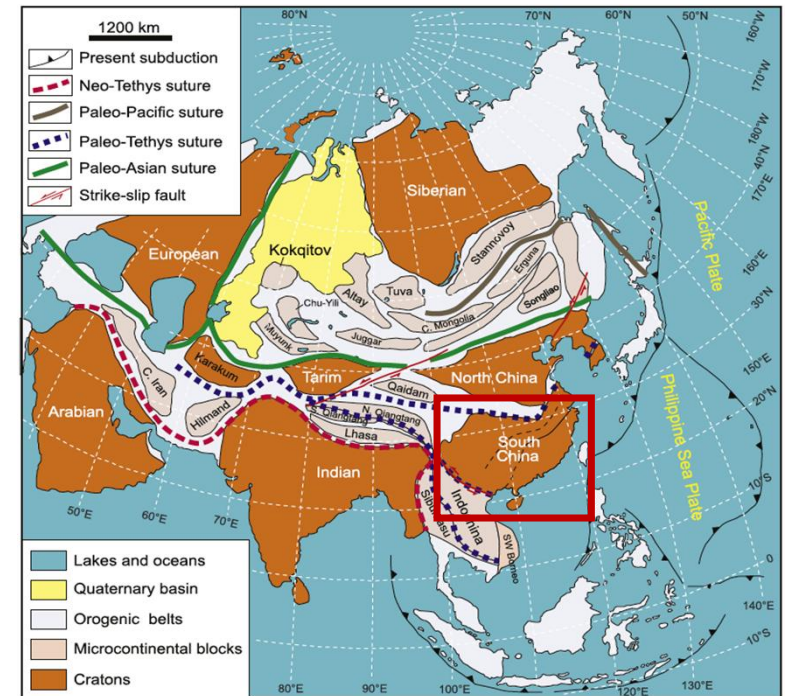 80°N
70°N
60°N
50°N
160°W
170°W
180°W
40°N
170°E
160°E
30°N
150°E
20°N
10°S
0
140°E
10°S
130°E
120°E
100°E
90°E
80°E
50°E
60°E
70°E
1200 km
Present subduction
Neo-Tethys suture
Paleo-Pacific suture
Paleo-Tethys suture
Paleo-Asian suture
Strike-slip fault
Siberian
European
Kokqitov
Stannovoy
Erguna
Songliao
Tuva
Altay
Chu-Yili
C. Mongolia
Juggar
Muyunk
Karakum
Tarim
North China
Qaidam
C. Iran
Hilmand
S. Qiangtang
N. Qiangtang
Lhasa
Arabian
Indian
South
China
Indochina
SW Borneo
Pacific Plate
Philippina Sea Plate
Lakes and oceans
Quaternary basin
Orogenic belts
Microcontinental blocks
Cratons